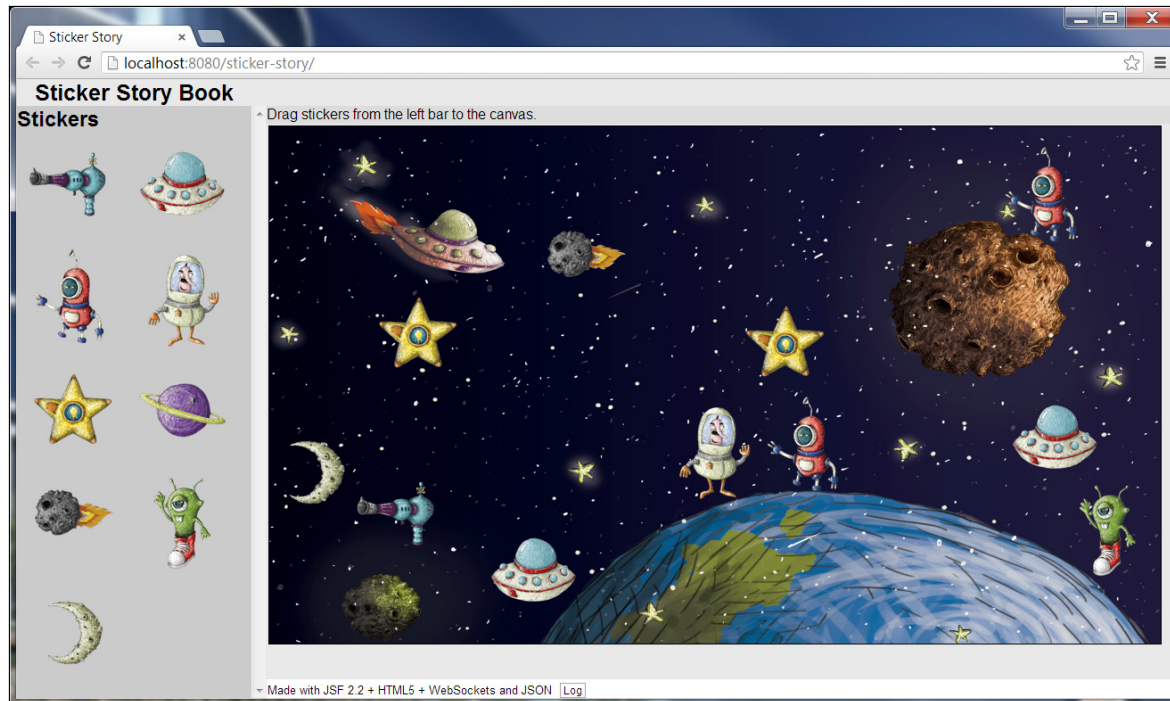 Sticker Story
localhost:8080/sticker-story/
Sticker Story Book
Stickers
Drag stickers from the left bar to the canvas.
Made with JSF 2.2 + HTML5 + WebSockets and JSON Log